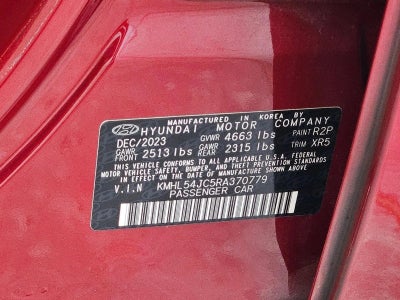 MANUFACTURED IN KOREA BY
HYUNDAI MOTOR COMPANY
DEC/2023 GVWR 4663 lbs PAINT R2P
GAWR FRONT 2513 lbs GAWR REAR 2315 lbs TRIM XR5
THIS VEHICLE CONFORMS TO ALL APPLICABLE U.S.A. FEDERAL
MOTOR VEHICLE SAFETY, BUMPER, AND THEFT PREVENTION STANDARDS
IN EFFECT ON THE DATE OF MANUFACTURE SHOWN ABOVE.
V.I.N KMHL54JC5RA370779
PASSENGER CAR